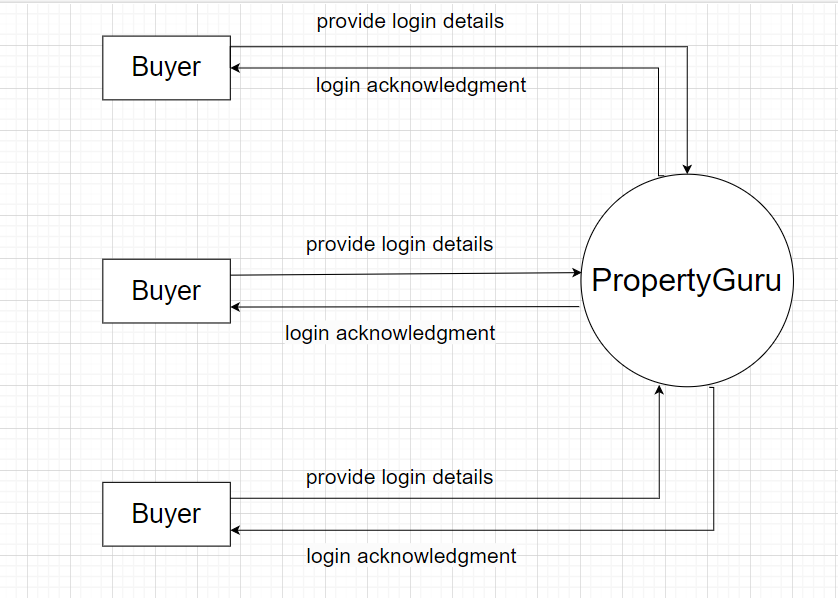 provide login details
Buyer
login acknowledgment
provide login details
Buyer
PropertyGuru
login acknowledgment
provide login details
Buyer
login acknowledgment